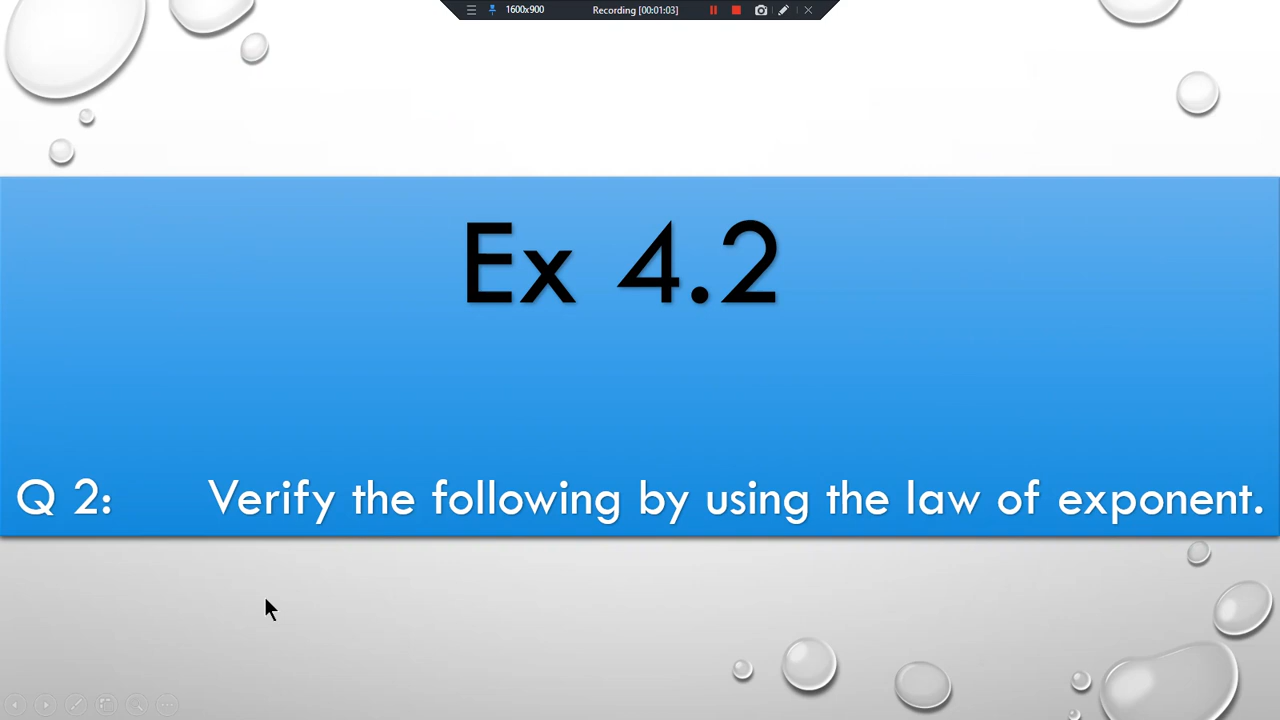 1600x900 Recording [00:01:03]
Ex 4.2
Q 2: Verify the following by using the law of exponent.